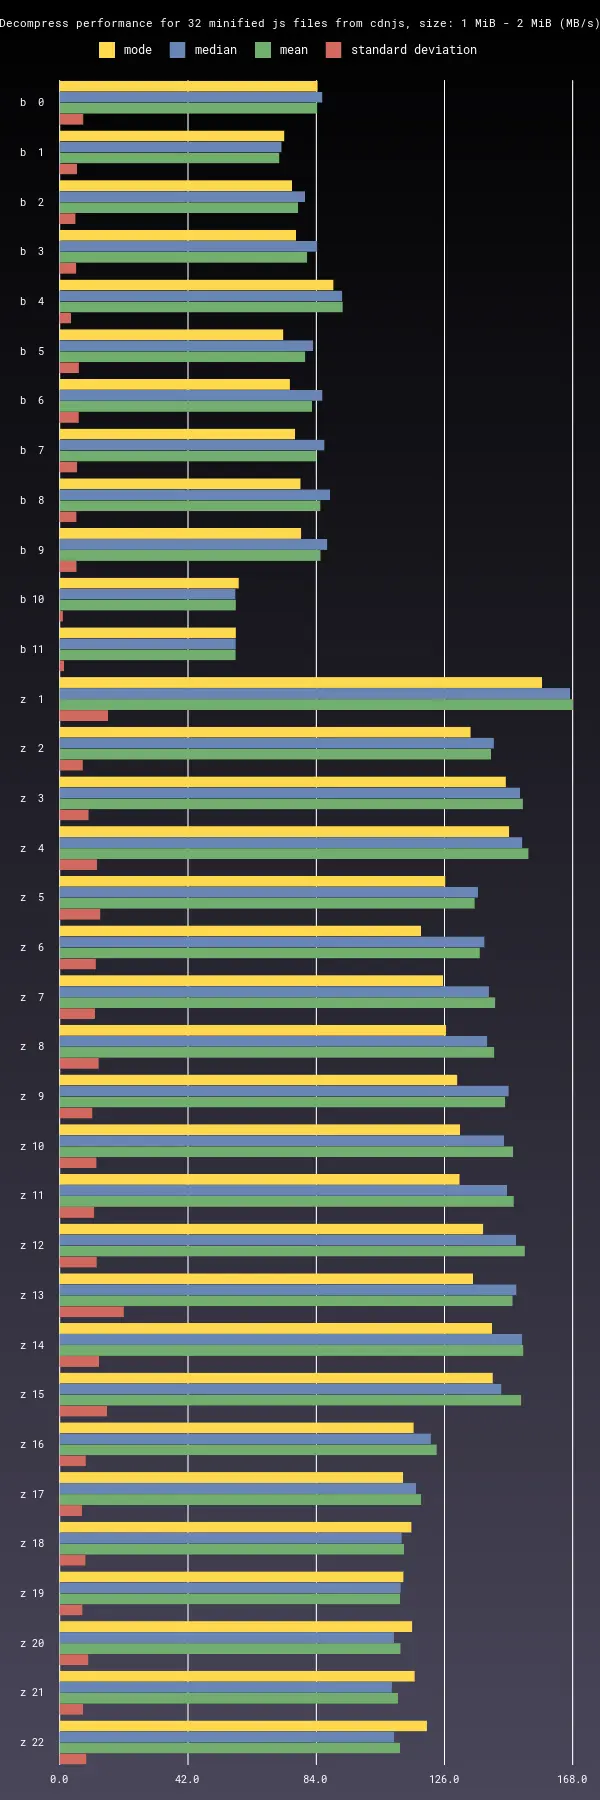 Decompress performance for 32 minified js files from cdnjs, size: 1 MiB - 2 MiB (MB/s)
mode median mean standard deviation
b 0
b 1
b 2
b 3
b 4
b 5
b 6
b 7
b 8
b 9
b 10
b 11
z 1
z 2
z 3
z 4
z 5
z 6
z 7
z 8
z 9
z 10
z 11
z 12
z 13
z 14
z 15
z 16
z 17
z 18
z 19
z 20
z 21
z 22
0.0 42.0 84.0 126.0 168.0